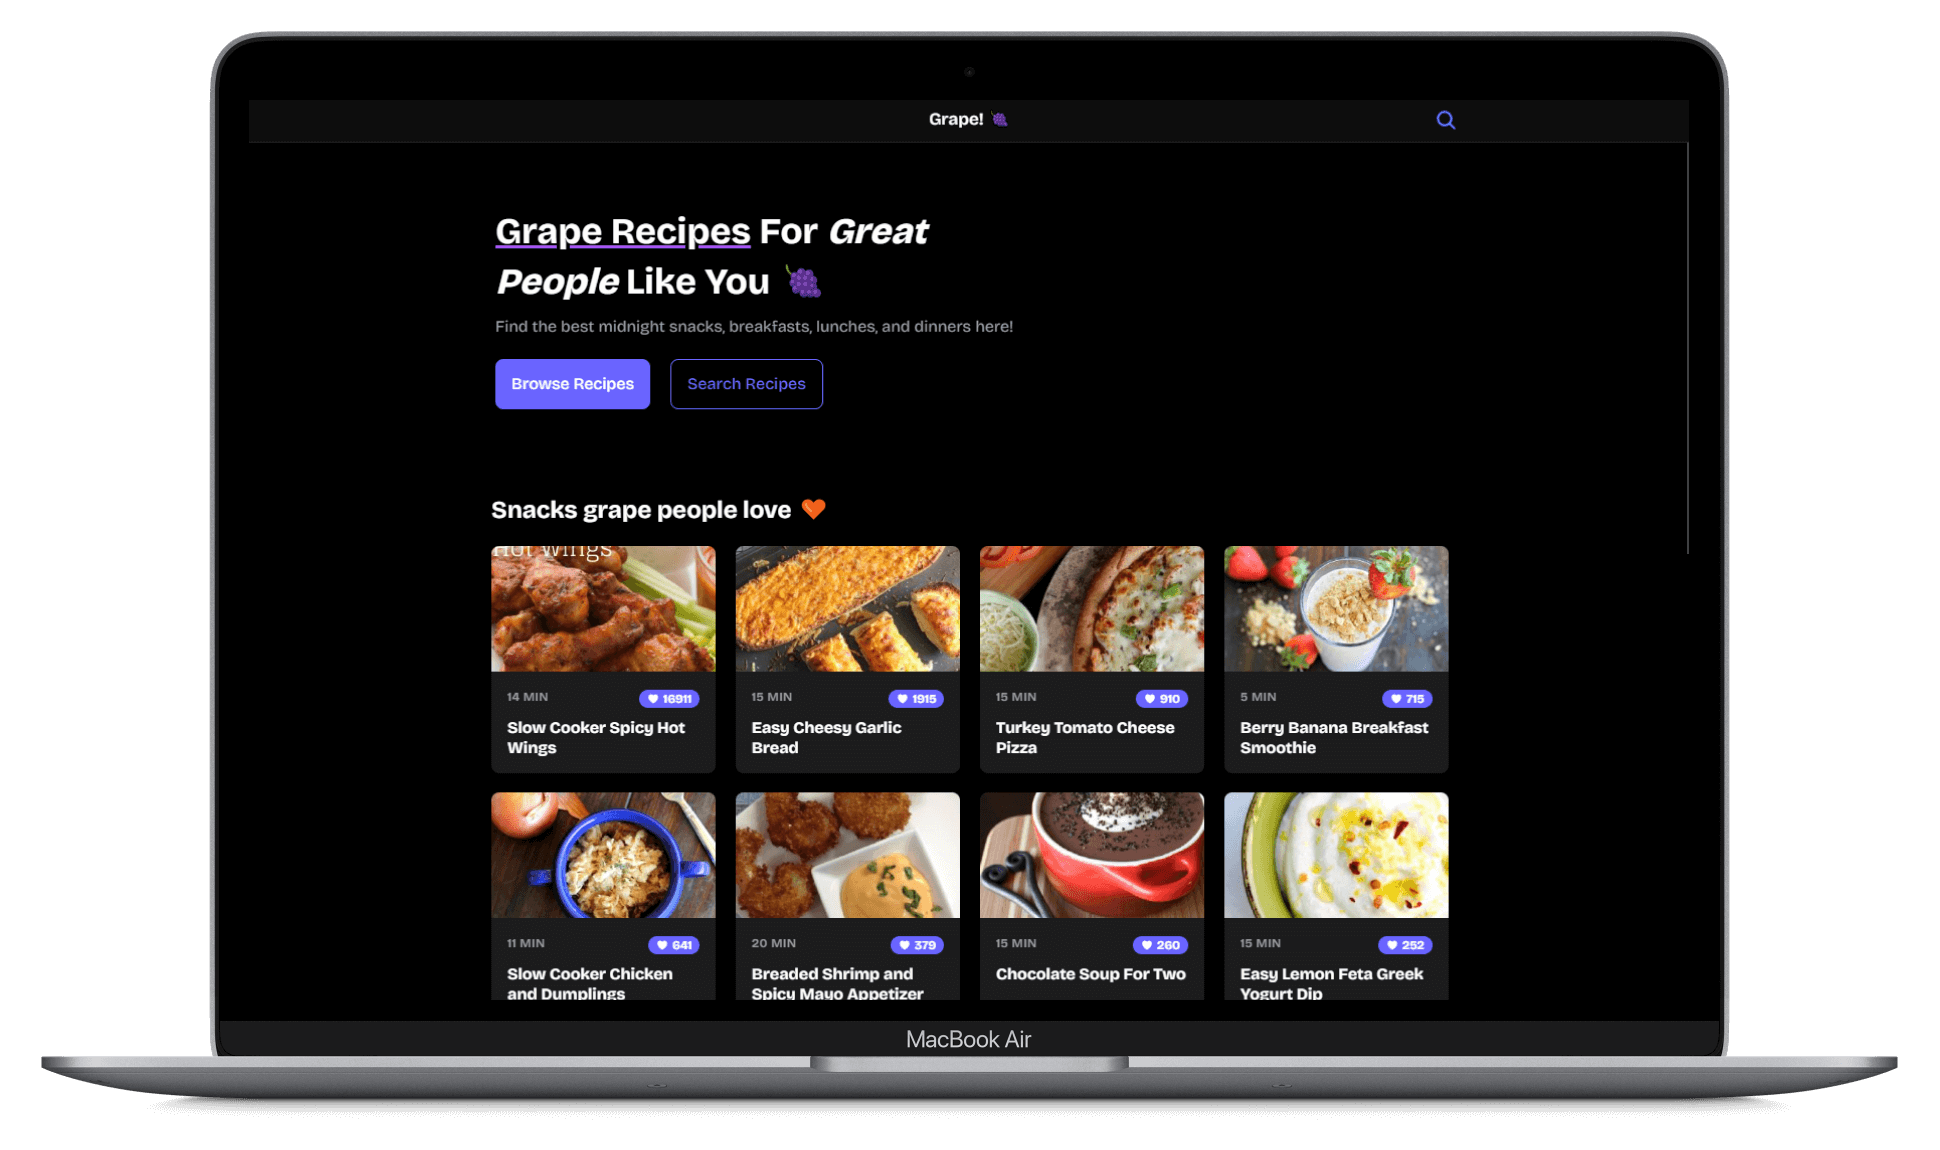 Grape! 🍇
Grape Recipes For Great
People Like You 🍇
Find the best midnight snacks, breakfasts, lunches, and dinners here!
Browse Recipes
Search Recipes
Snacks grape people love 🧡
Hot Wings
14 MIN
16911
Slow Cooker Spicy Hot
Wings
15 MIN
1915
Easy Cheesy Garlic
Bread
15 MIN
910
Turkey Tomato Cheese
Pizza
5 MIN
715
Berry Banana Breakfast
Smoothie
11 MIN
641
Slow Cooker Chicken
and Dumplings
20 MIN
379
Breaded Shrimp and
Spicy Mayo Appetizer
15 MIN
260
Chocolate Soup For Two
15 MIN
252
Easy Lemon Feta Greek
Yogurt Dip
MacBook Air